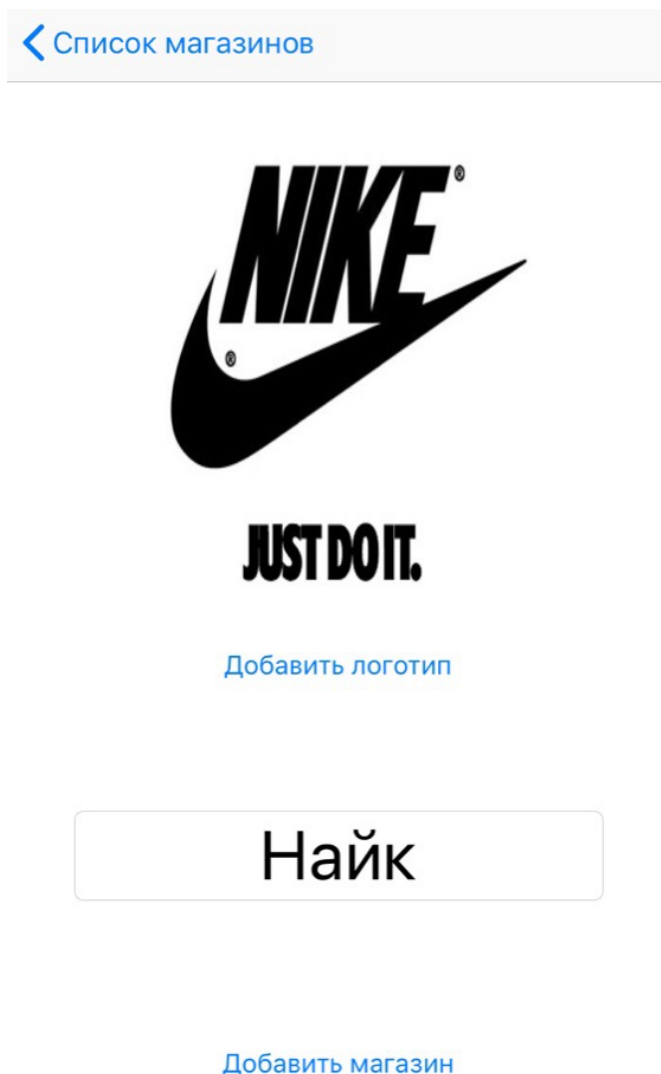 Список магазинов
NIKE®
®
JUST DO IT.
Добавить логотип
Найк
Добавить магазин